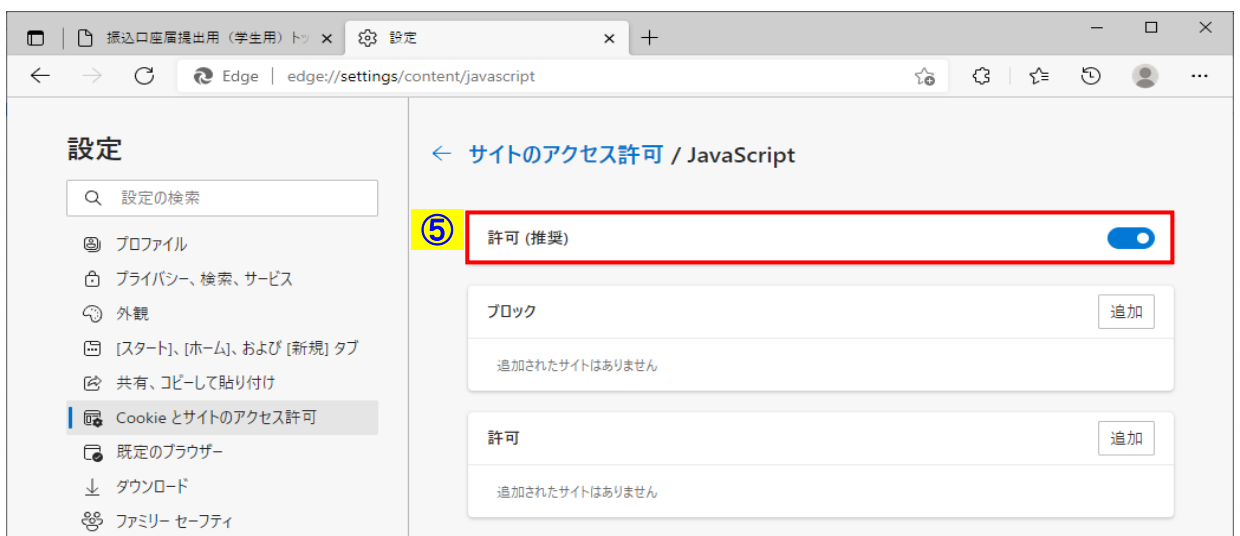 振込口座届提出用（学生用）トッ
設定
Edge | edge://settings/content/javascript
設定
設定の検索
プロファイル
プライバシー、検索、サービス
外観
[スタート]、[ホーム]、および [新規] タブ
共有、コピーして貼り付け
Cookie とサイトのアクセス許可
既定のブラウザー
ダウンロード
ファミリー セーフティ
サイトのアクセス許可 / JavaScript
⑤
許可 (推奨)
ブロック
追加
追加されたサイトはありません
許可
追加
追加されたサイトはありません